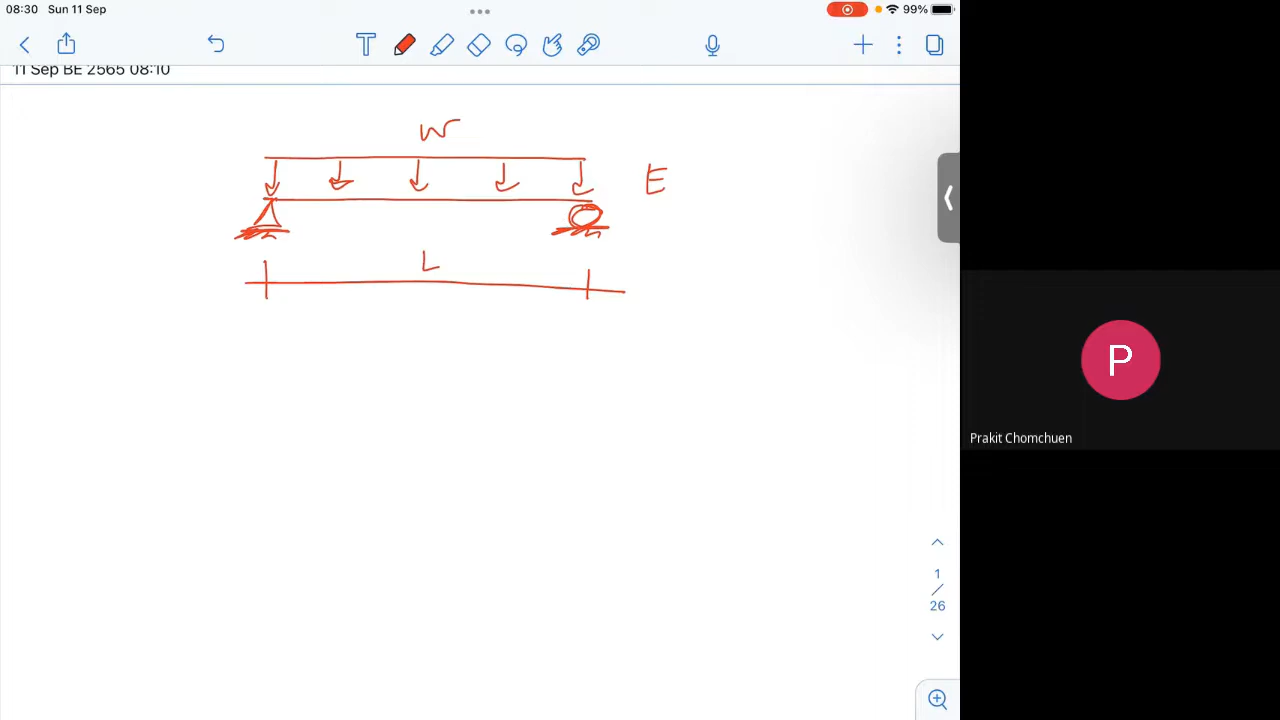 08:30 Sun 11 Sep
99%
T
11 Sep BE 2565 08:10
W
E
L
P
Prakit Chomchuen
1
/
26